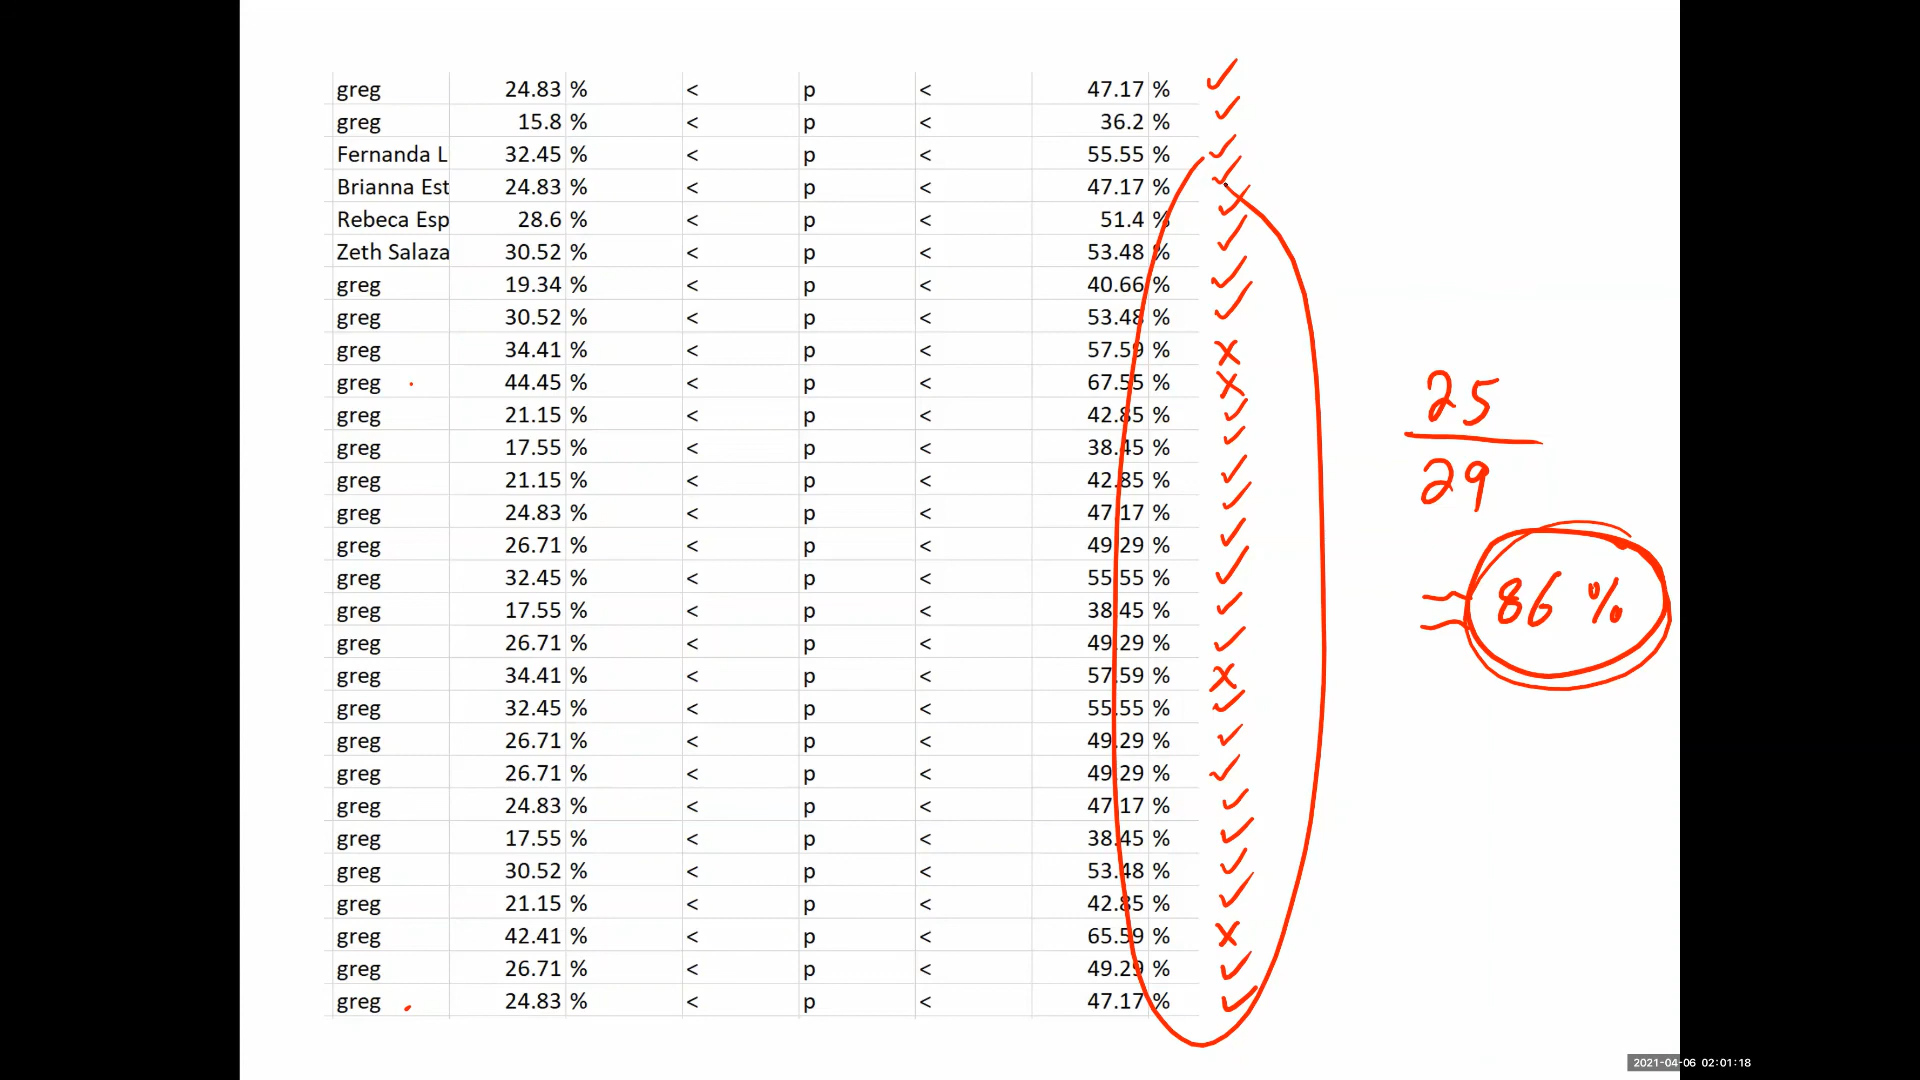 greg 24.83 % < p < 47.17 % ✓
greg 15.8 % < p < 36.2 % ✓
Fernanda L 32.45 % < p < 55.55 % ✓
Brianna Est 24.83 % < p < 47.17 % ✓
Rebeca Esp 28.6 % < p < 51.4 % ✓
Zeth Salaza 30.52 % < p < 53.48 % ✓
greg 19.34 % < p < 40.66 % ✓
greg 30.52 % < p < 53.48 % ✓
greg 34.41 % < p < 57.59 % X
greg 44.45 % < p < 67.55 % X
greg 21.15 % < p < 42.85 % ✓
greg 17.55 % < p < 38.45 % ✓
greg 21.15 % < p < 42.85 % ✓
greg 24.83 % < p < 47.17 % ✓
greg 26.71 % < p < 49.29 % ✓
greg 32.45 % < p < 55.55 % ✓
greg 17.55 % < p < 38.45 % ✓
greg 26.71 % < p < 49.29 % ✓
greg 34.41 % < p < 57.59 % X
greg 32.45 % < p < 55.55 % ✓
greg 26.71 % < p < 49.29 % ✓
greg 26.71 % < p < 49.29 % ✓
greg 24.83 % < p < 47.17 % ✓
greg 17.55 % < p < 38.45 % ✓
greg 30.52 % < p < 53.48 % ✓
greg 21.15 % < p < 42.85 % ✓
greg 42.41 % < p < 65.59 % X
greg 26.71 % < p < 49.29 % ✓
greg 24.83 % < p < 47.17 % ✓
25
29
≈ 86 %
2021-04-06 02:01:18